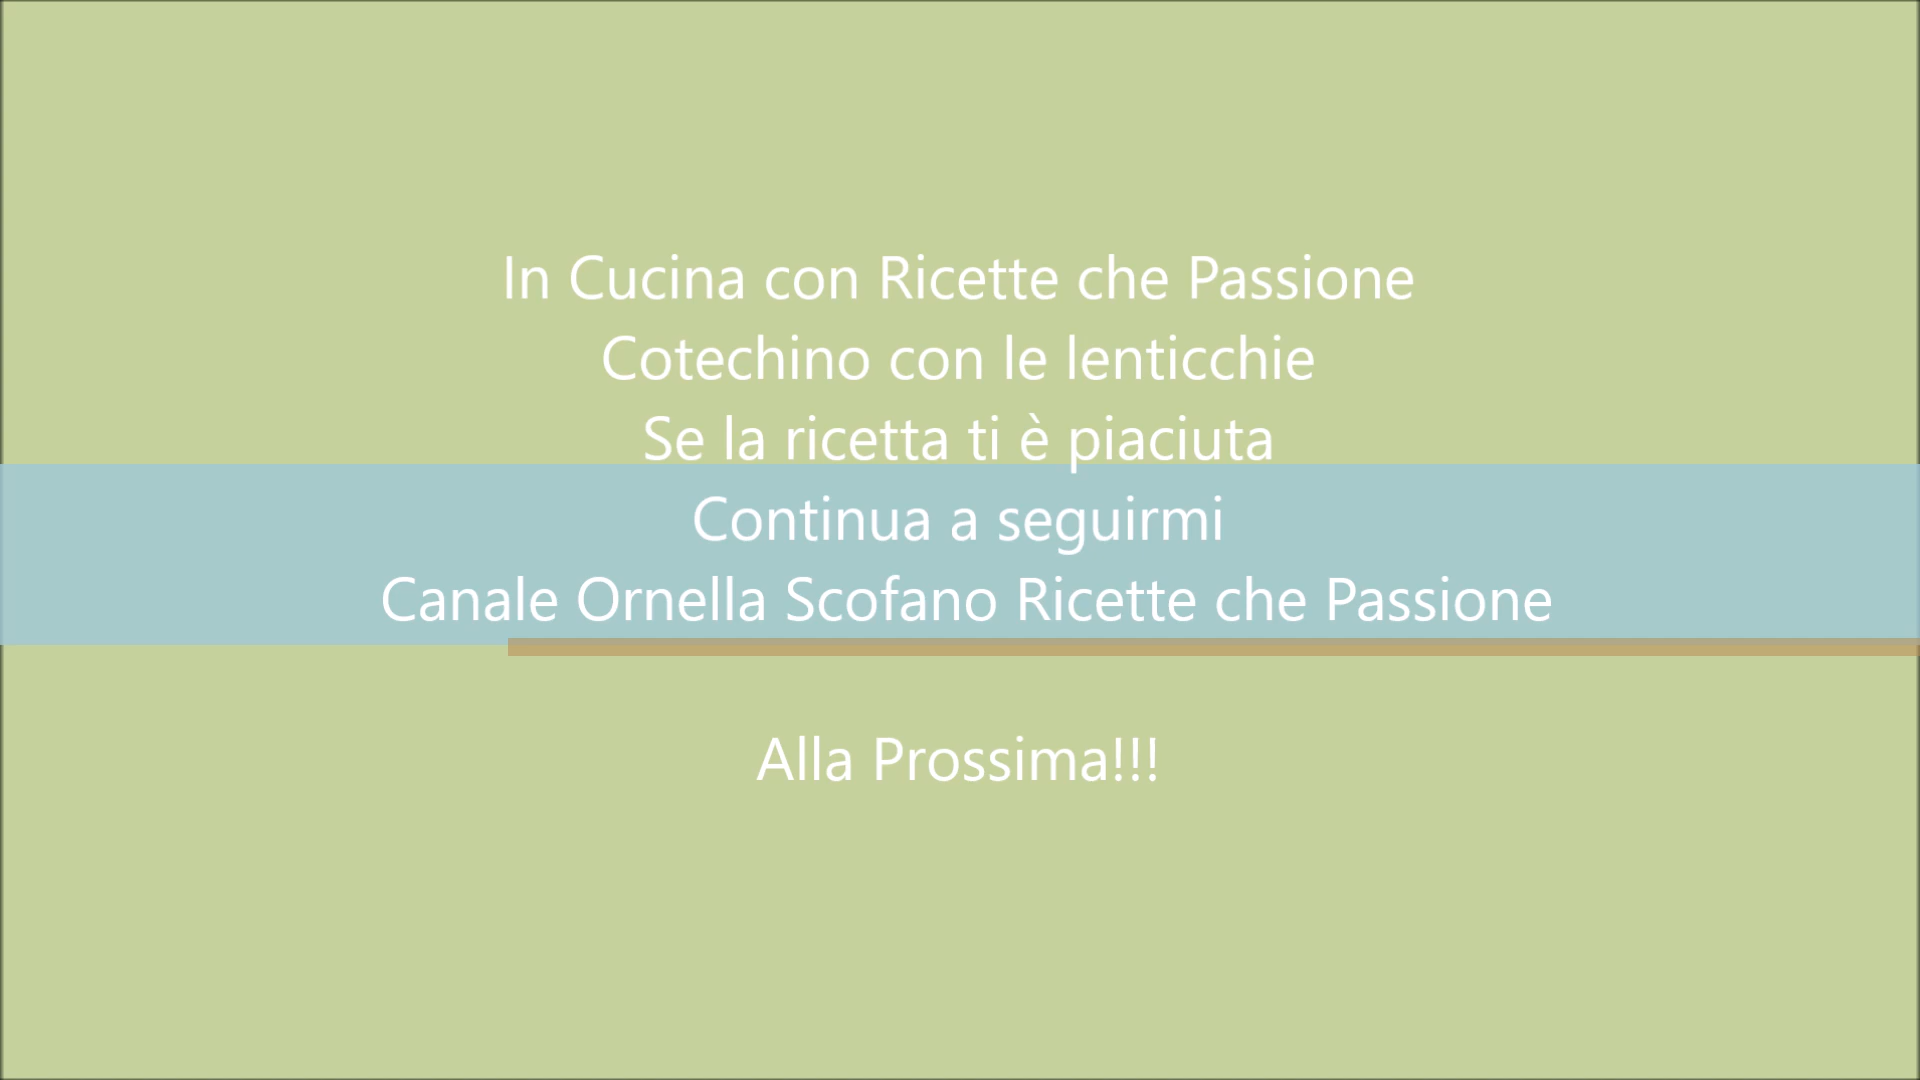 In Cucina con Ricette che Passione
Cotechino con le lenticchie
Se la ricetta ti è piaciuta
Continua a seguirmi
Canale Ornella Scofano Ricette che Passione
Alla Prossima!!!